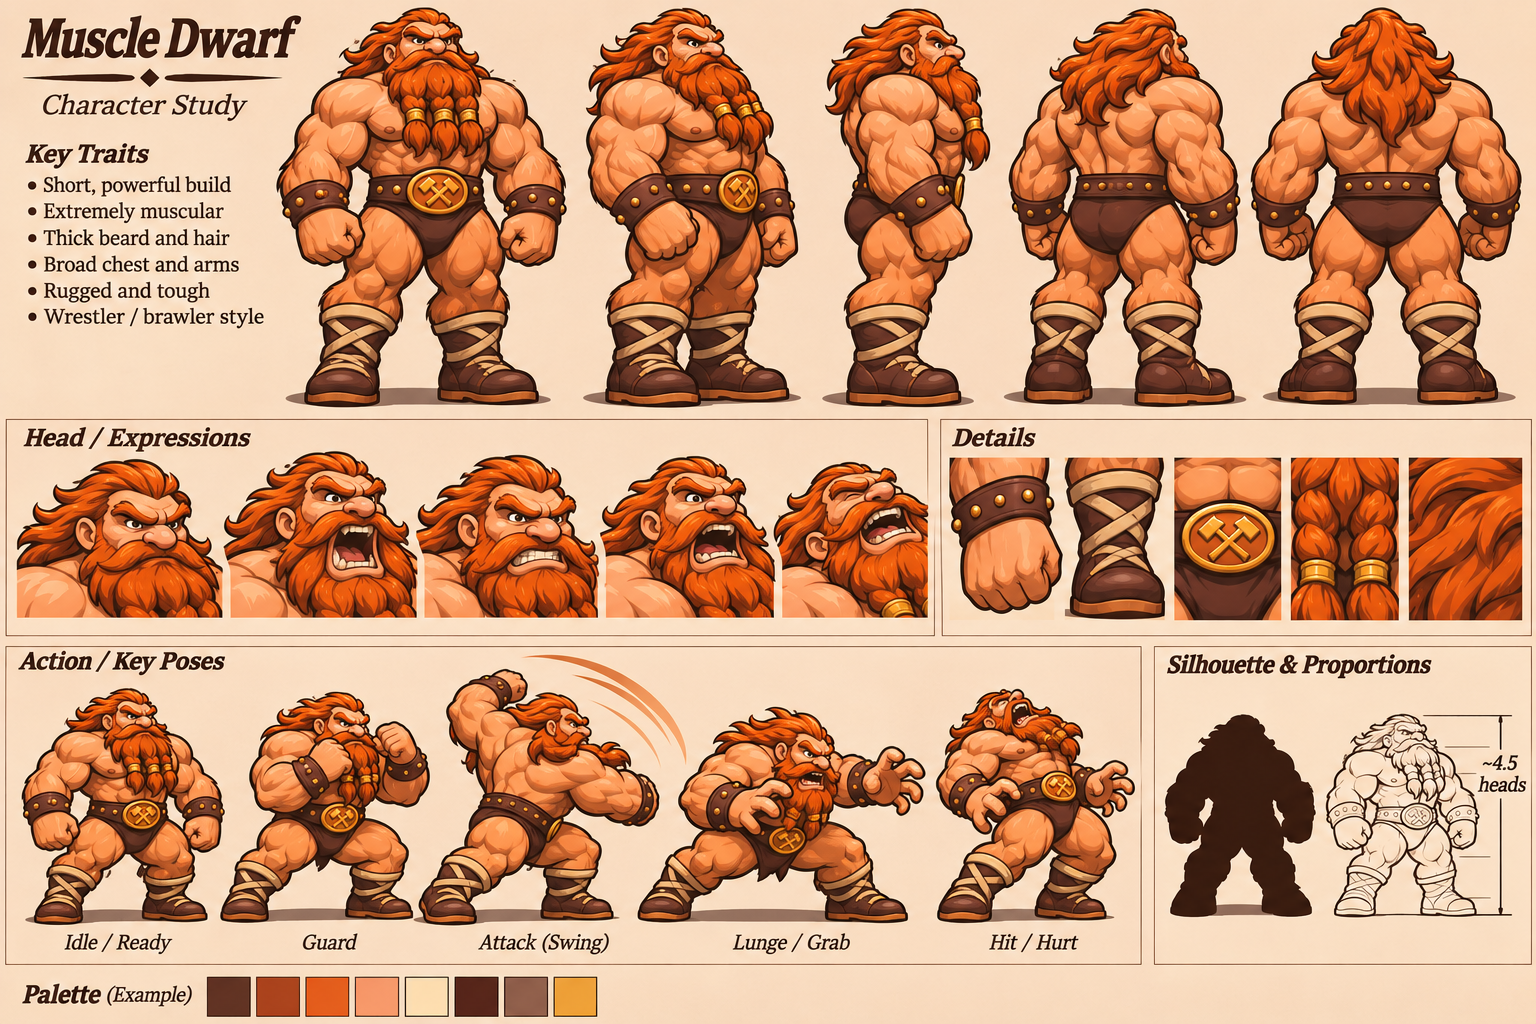 Muscle Dwarf
Character Study
Key Traits
• Short, powerful build
• Extremely muscular
• Thick beard and hair
• Broad chest and arms
• Rugged and tough
• Wrestler / brawler style
Head / Expressions
Details
Action / Key Poses
Idle / Ready
Guard
Attack (Swing)
Lunge / Grab
Hit / Hurt
Silhouette & Proportions
~4.5
heads
Palette (Example)